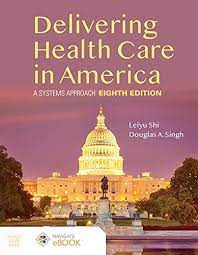 Delivering
Health Care
in America
A SYSTEMS APPROACH EIGHTH EDITION
Leiyu Shi
Douglas A. Singh
NAVIGATE
eBOOK